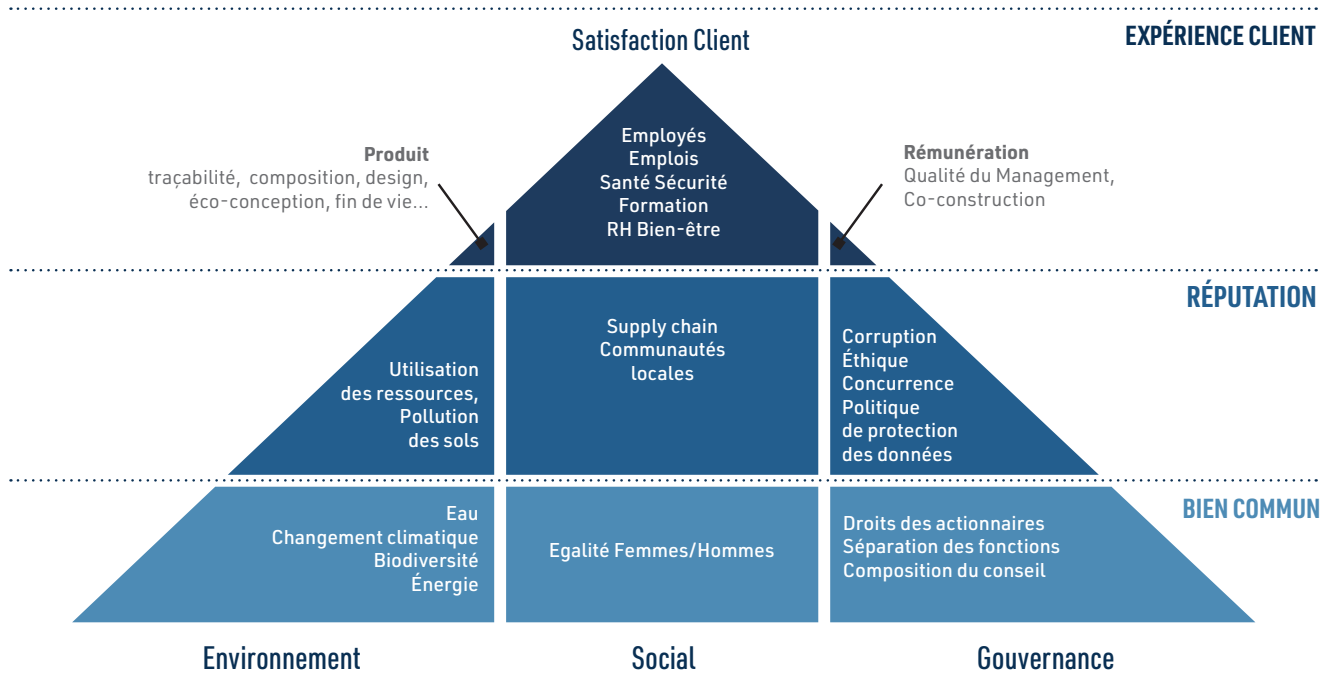 EXPÉRIENCE CLIENT
Satisfaction Client
Employés
Emplois
Santé Sécurité
Formation
RH Bien-être
Produit
traçabilité, composition, design,
éco-conception, fin de vie...
Rémunération
Qualité du Management,
Co-construction
RÉPUTATION
Utilisation
des ressources,
Pollution
des sols
Supply chain
Communautés
locales
Corruption
Éthique
Concurrence
Politique
de protection
des données
BIEN COMMUN
Eau
Changement climatique
Biodiversité
Énergie
Egalité Femmes/Hommes
Droits des actionnaires
Séparation des fonctions
Composition du conseil
Environnement
Social
Gouvernance